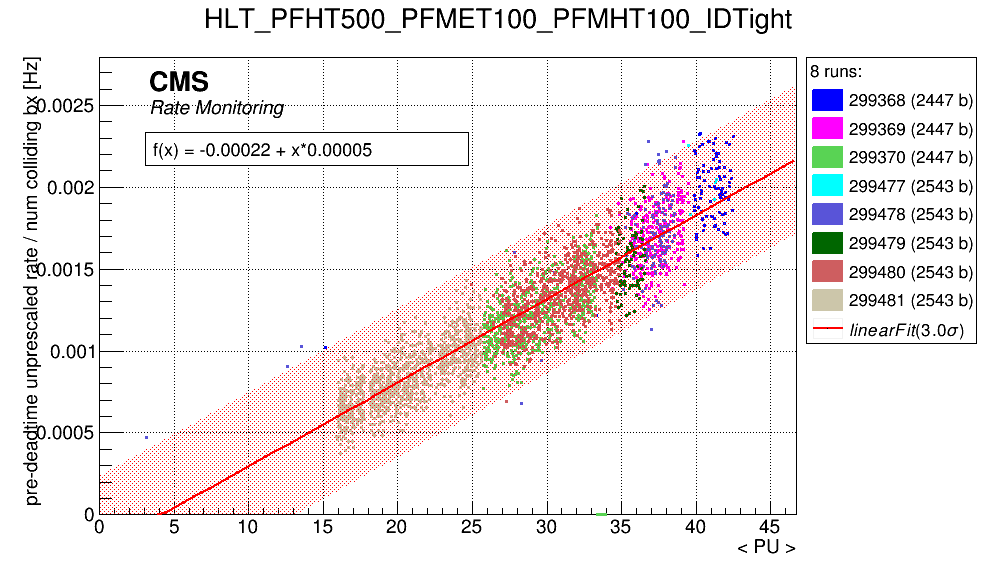 HLT_PFHT500_PFMET100_PFMHT100_IDTight
pre-deadtime unprescaled rate / num colliding bx [Hz]
CMS
Rate Monitoring
f(x) = -0.00022 + x*0.00005
0.0025
0.002
0.0015
0.001
0.0005
0
0 5 10 15 20 25 30 35 40 45
< PU >
8 runs:
299368 (2447 b)
299369 (2447 b)
299370 (2447 b)
299477 (2543 b)
299478 (2543 b)
299479 (2543 b)
299480 (2543 b)
299481 (2543 b)
linearFit(3.0σ)